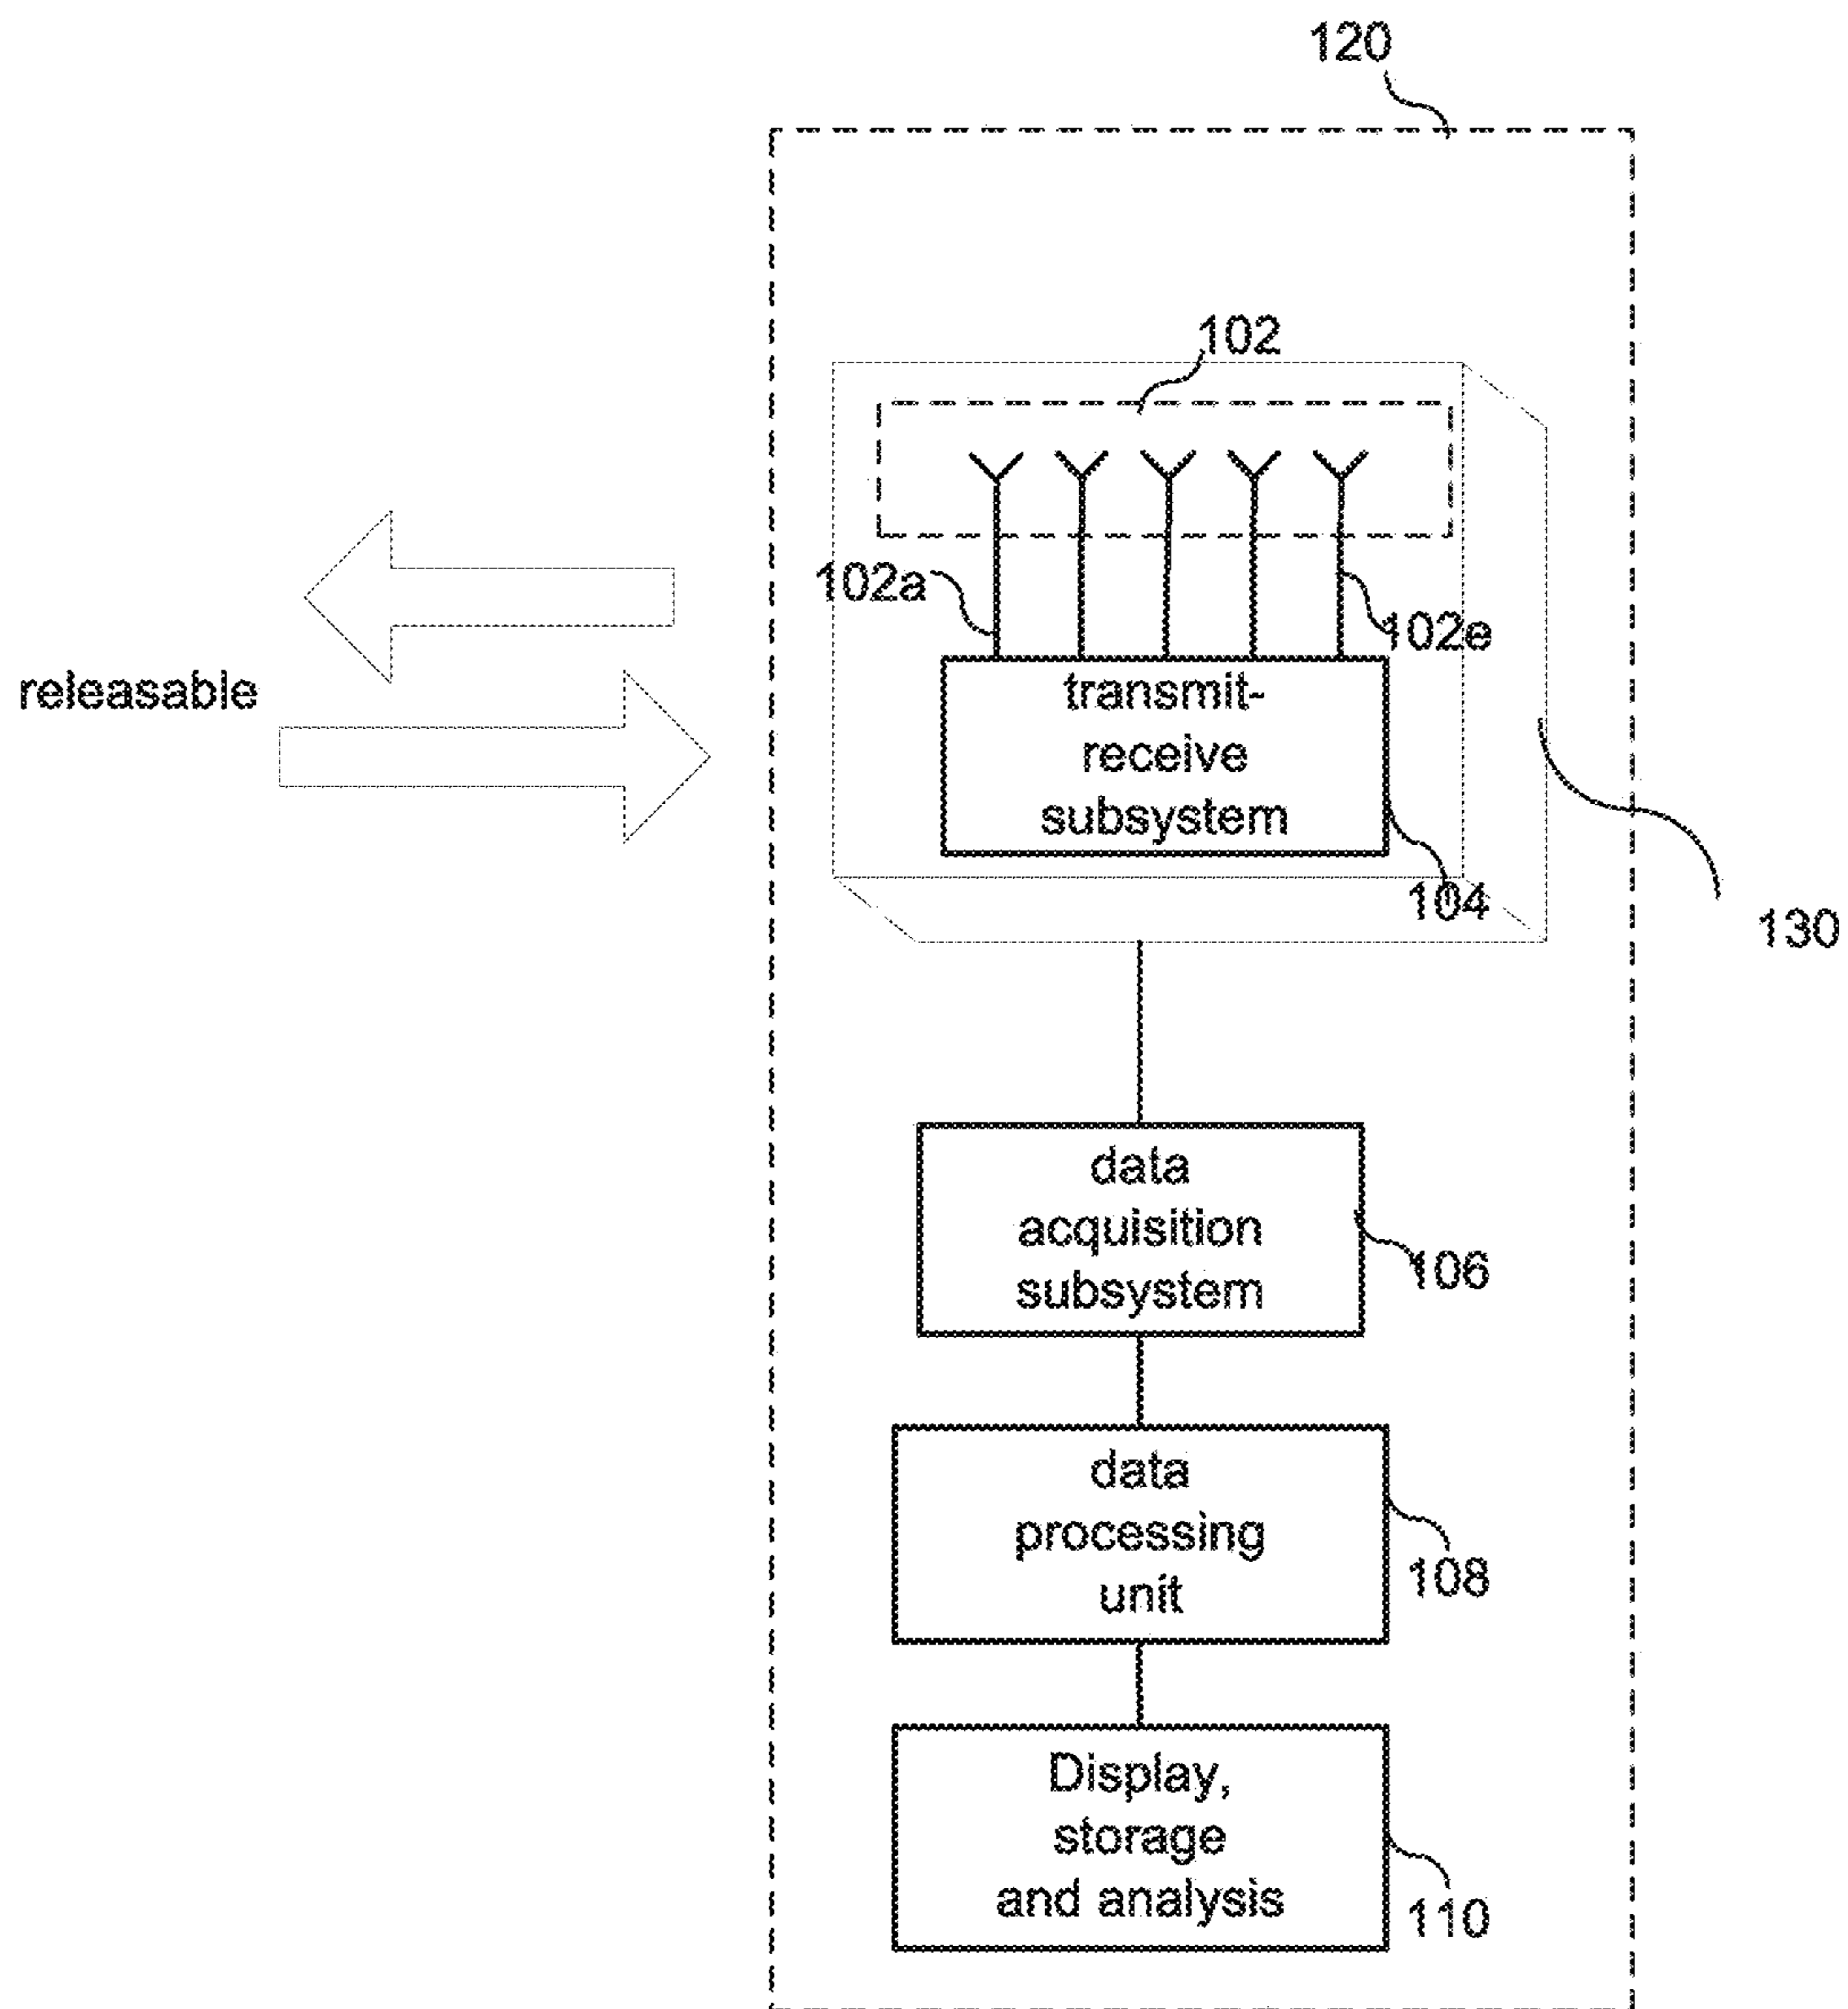 120
102
102a
102e
releasable
transmit-
receive
subsystem
104
130
data
acquisition
subsystem
106
data
processing
unit
108
Display,
storage
and analysis
110